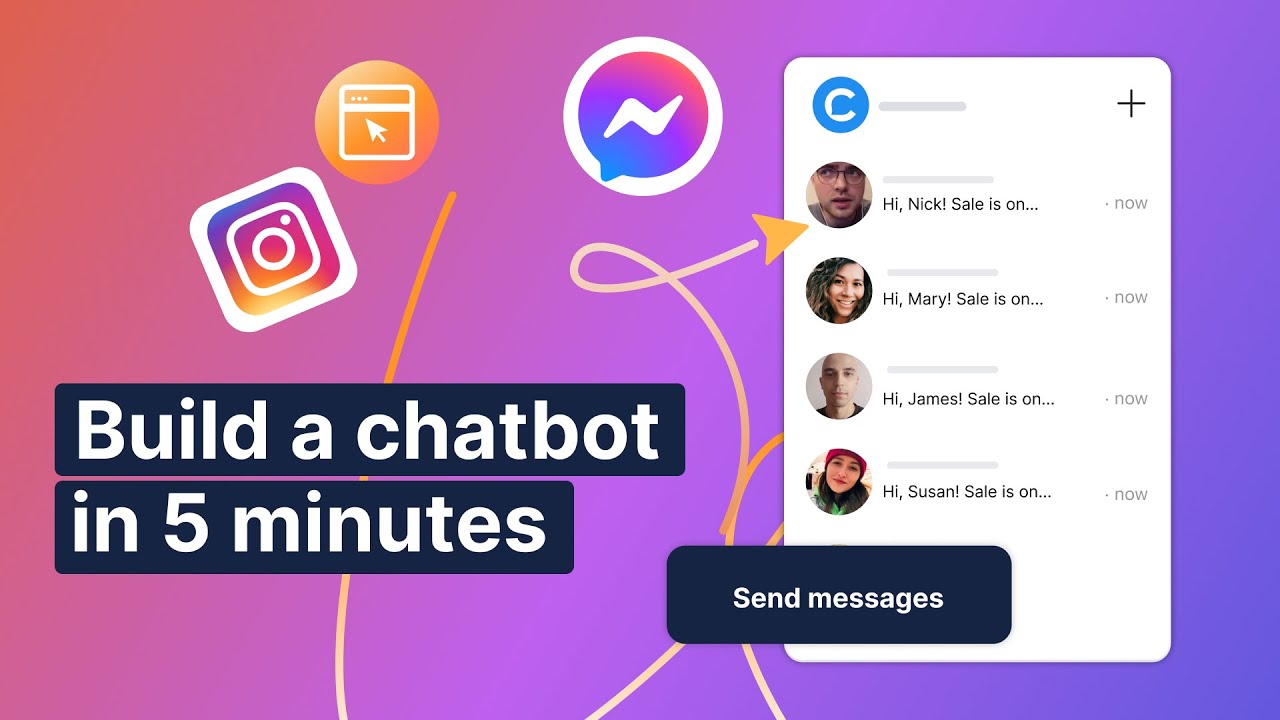 Build a chatbot
in 5 minutes
Hi, Nick! Sale is on... · now
Hi, Mary! Sale is on... · now
Hi, James! Sale is on... · now
Hi, Susan! Sale is on... · now
Send messages